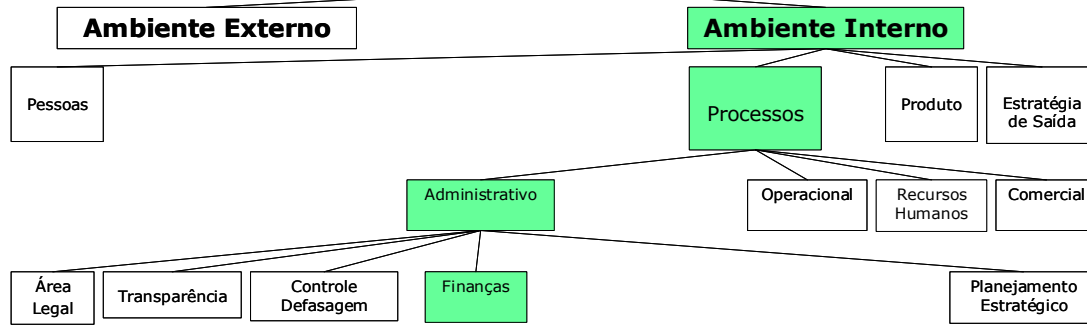 Ambiente Externo
Ambiente Interno
Pessoas
Processos
Produto
Estratégia
de Saída
Administrativo
Operacional
Recursos
Humanos
Comercial
Área
Legal
Transparência
Controle
Defasagem
Finanças
Planejamento
Estratégico